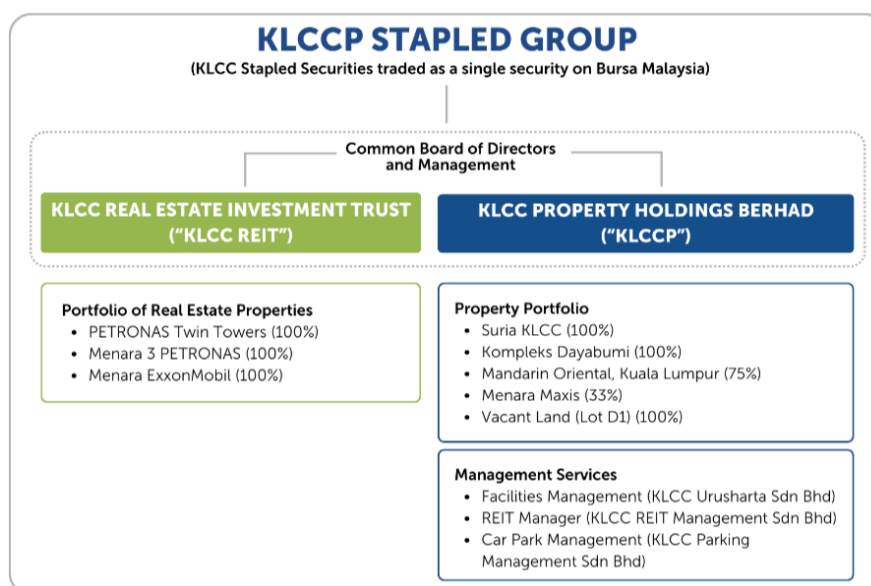 KLCCP STAPLED GROUP
(KLCC Stapled Securities traded as a single security on Bursa Malaysia)
Common Board of Directors
and Management
KLCC REAL ESTATE INVESTMENT TRUST
(“KLCC REIT”)
KLCC PROPERTY HOLDINGS BERHAD
(“KLCCP”)
Portfolio of Real Estate Properties
• PETRONAS Twin Towers (100%)
• Menara 3 PETRONAS (100%)
• Menara ExxonMobil (100%)
Property Portfolio
• Suria KLCC (100%)
• Kompleks Dayabumi (100%)
• Mandarin Oriental, Kuala Lumpur (75%)
• Menara Maxis (33%)
• Vacant Land (Lot D1) (100%)
Management Services
• Facilities Management (KLCC Urusharta Sdn Bhd)
• REIT Manager (KLCC REIT Management Sdn Bhd)
• Car Park Management (KLCC Parking
Management Sdn Bhd)